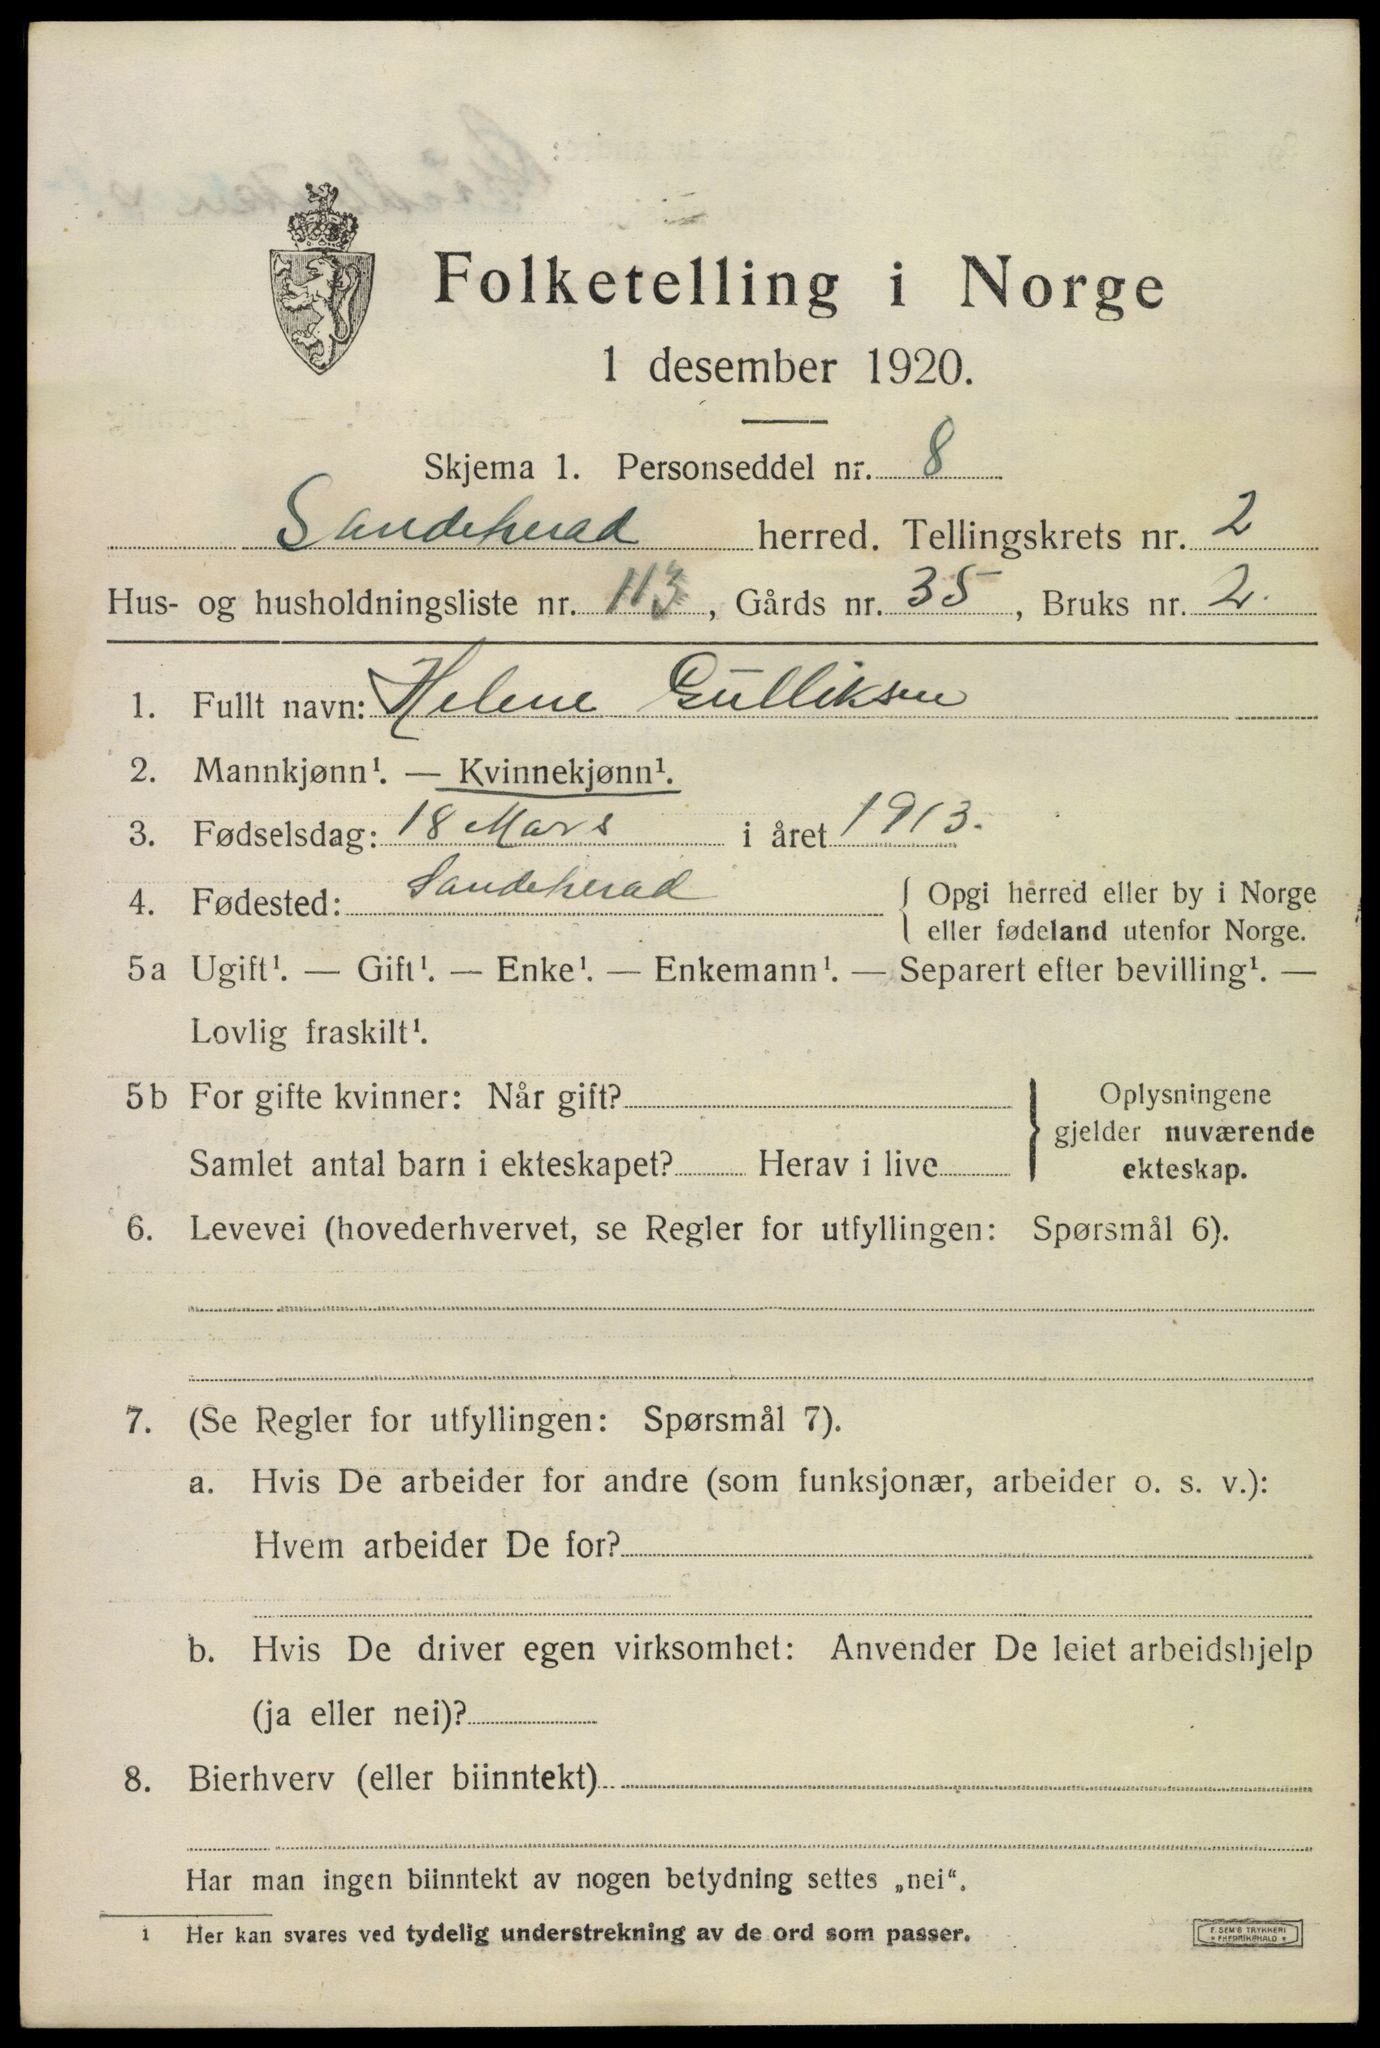 Folketelling i Norge
1 desember 1920.
Skjema 1. Personseddel nr. 8
Sandeherad herred. Tellingskrets nr. 2
Hus- og husholdningsliste nr. 113, Gårds nr. 35, Bruks nr. 2.
1. Fullt navn: Helene Gulliksen
2. Mannkjønn¹. — Kvinnekjønn¹.
3. Fødselsdag: 18 Mars i året 1913.
4. Fødested: Sandeherad { Opgi herred eller by i Norge
eller fødeland utenfor Norge.
5a Ugift¹. — Gift¹. — Enke¹. — Enkemann¹. — Separert efter bevilling¹. —
Lovlig fraskilt¹.
5b For gifte kvinner: Når gift? } Oplysningene
gjelder nuværende
Samlet antal barn i ekteskapet? Herav i live
ekteskap.
6. Levevei (hovederhvervet, se Regler for utfyllingen: Spørsmål 6).
7. (Se Regler for utfyllingen: Spørsmål 7).
a. Hvis De arbeider for andre (som funksjonær, arbeider o. s. v.):
Hvem arbeider De for?
b. Hvis De driver egen virksomhet: Anvender De leiet arbeidshjelp
(ja eller nei)?
8. Bierhverv (eller biinntekt)
Har man ingen biinntekt av nogen betydning settes „nei“.
1 Her kan svares ved tydelig understrekning av de ord som passer.
F. SEM'S TRYKKERI
* FREDRIKSHALD *